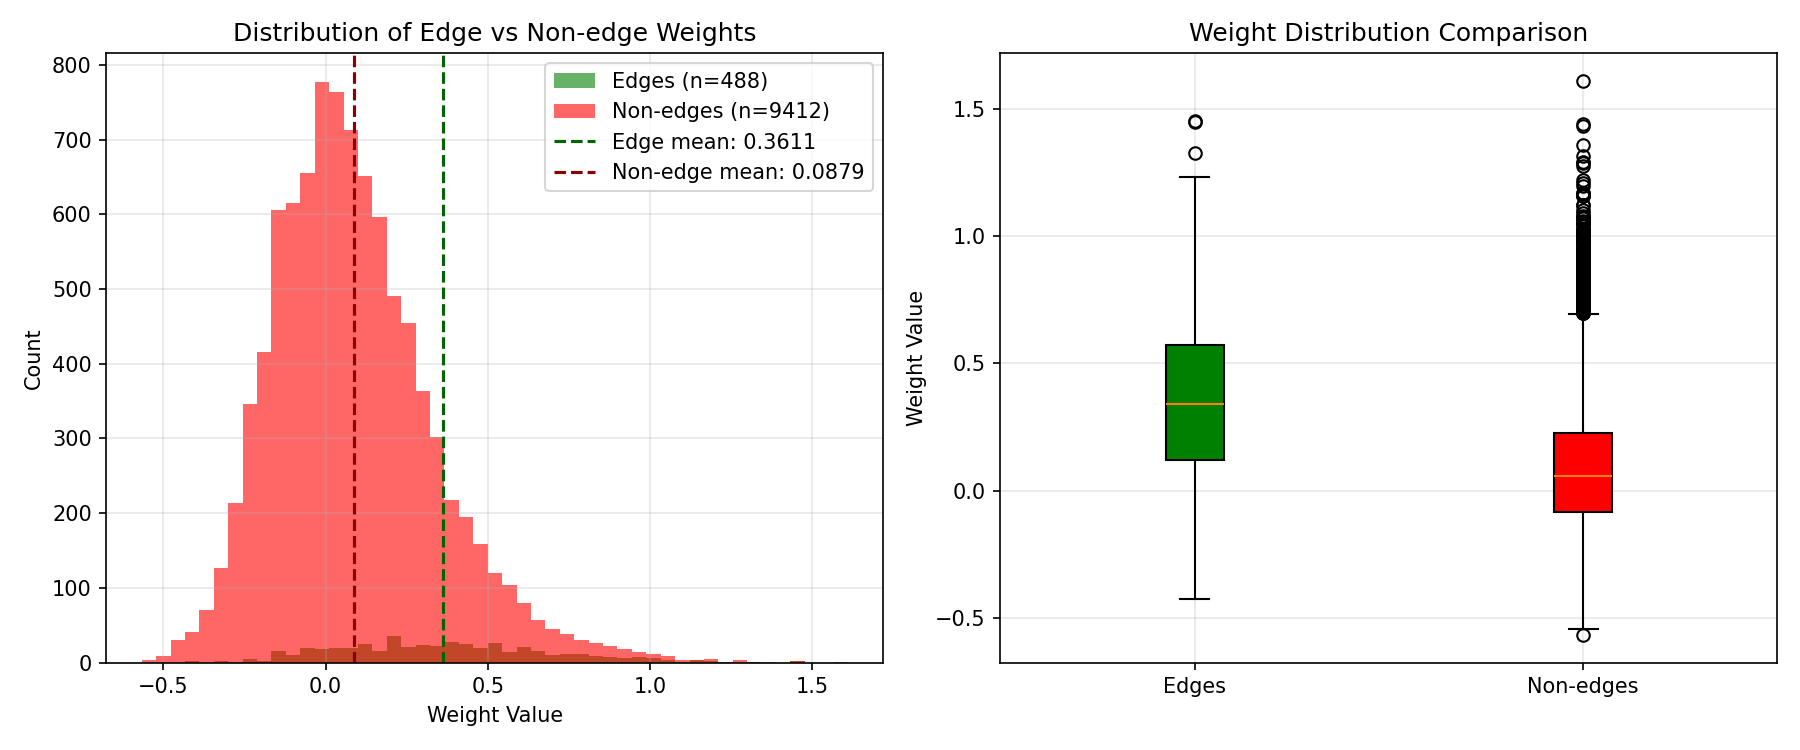 Distribution of Edge vs Non-edge Weights
800
700
600
500
400
300
200
100
0
Count
−0.5
0.0
0.5
1.0
1.5
Weight Value
Edges (n=488)
Non-edges (n=9412)
Edge mean: 0.3611
Non-edge mean: 0.0879
Weight Distribution Comparison
1.5
1.0
0.5
0.0
−0.5
Weight Value
Edges
Non-edges